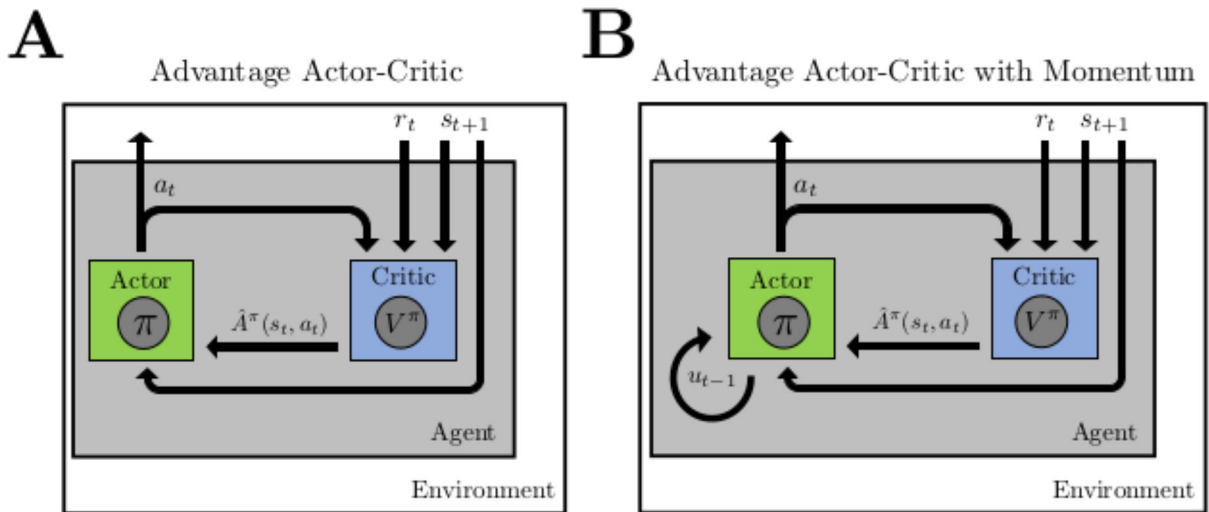 A
Advantage Actor-Critic
r_t s_{t+1}
a_t
Actor
π
Critic
V^π
Â^π(s_t, a_t)
Agent
Environment
B
Advantage Actor-Critic with Momentum
r_t s_{t+1}
a_t
Actor
π
Critic
V^π
Â^π(s_t, a_t)
u_{t−1}
Agent
Environment